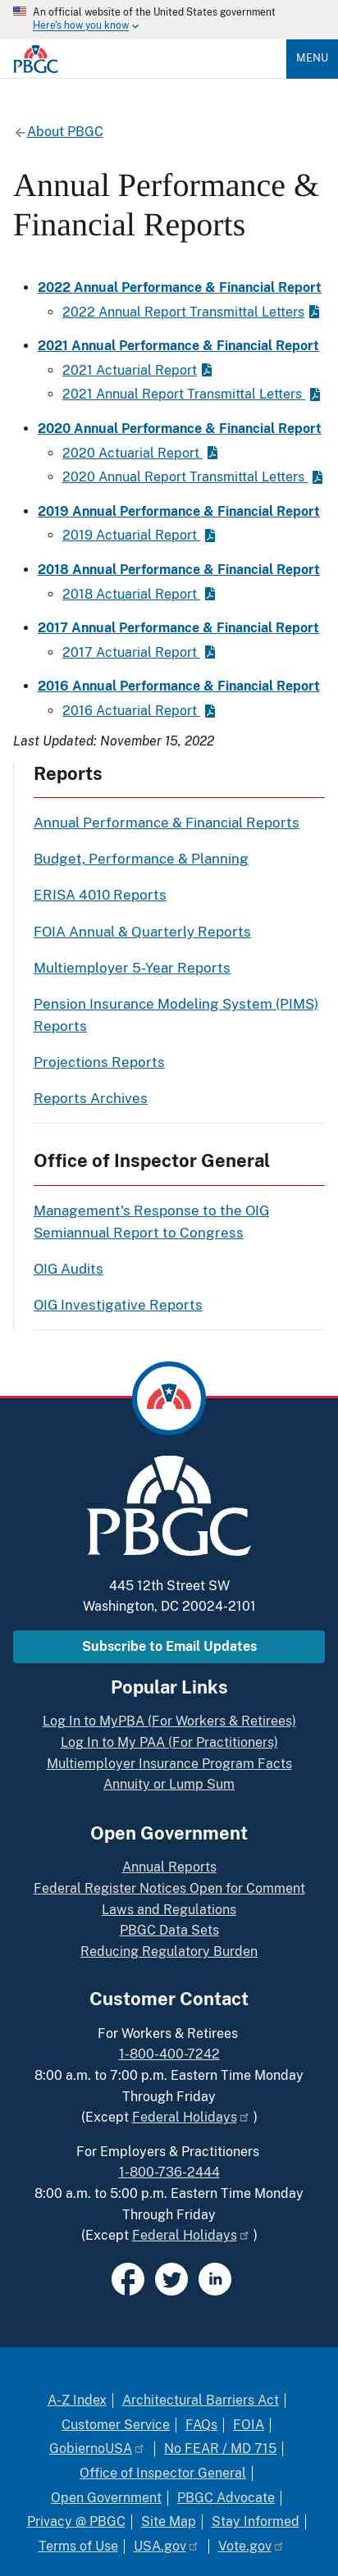 An official website of the United States government
Here's how you know
PBGC
MENU
About PBGC
Annual Performance &
Financial Reports
2022 Annual Performance & Financial Report
2022 Annual Report Transmittal Letters
2021 Annual Performance & Financial Report
2021 Actuarial Report
2021 Annual Report Transmittal Letters
2020 Annual Performance & Financial Report
2020 Actuarial Report
2020 Annual Report Transmittal Letters
2019 Annual Performance & Financial Report
2019 Actuarial Report
2018 Annual Performance & Financial Report
2018 Actuarial Report
2017 Annual Performance & Financial Report
2017 Actuarial Report
2016 Annual Performance & Financial Report
2016 Actuarial Report
Last Updated: November 15, 2022
Reports
Annual Performance & Financial Reports
Budget, Performance & Planning
ERISA 4010 Reports
FOIA Annual & Quarterly Reports
Multiemployer 5-Year Reports
Pension Insurance Modeling System (PIMS)
Reports
Projections Reports
Reports Archives
Office of Inspector General
Management's Response to the OIG
Semiannual Report to Congress
OIG Audits
OIG Investigative Reports
PBGC
445 12th Street SW
Washington, DC 20024-2101
Subscribe to Email Updates
Popular Links
Log In to MyPBA (For Workers & Retirees)
Log In to My PAA (For Practitioners)
Multiemployer Insurance Program Facts
Annuity or Lump Sum
Open Government
Annual Reports
Federal Register Notices Open for Comment
Laws and Regulations
PBGC Data Sets
Reducing Regulatory Burden
Customer Contact
For Workers & Retirees
1-800-400-7242
8:00 a.m. to 7:00 p.m. Eastern Time Monday
Through Friday
(Except Federal Holidays )
For Employers & Practitioners
1-800-736-2444
8:00 a.m. to 5:00 p.m. Eastern Time Monday
Through Friday
(Except Federal Holidays )
in
A-Z Index | Architectural Barriers Act |
Customer Service | FAQs | FOIA |
GobiernoUSA | No FEAR / MD 715 |
Office of Inspector General |
Open Government | PBGC Advocate |
Privacy @ PBGC | Site Map | Stay Informed |
Terms of Use | USA.gov | Vote.gov